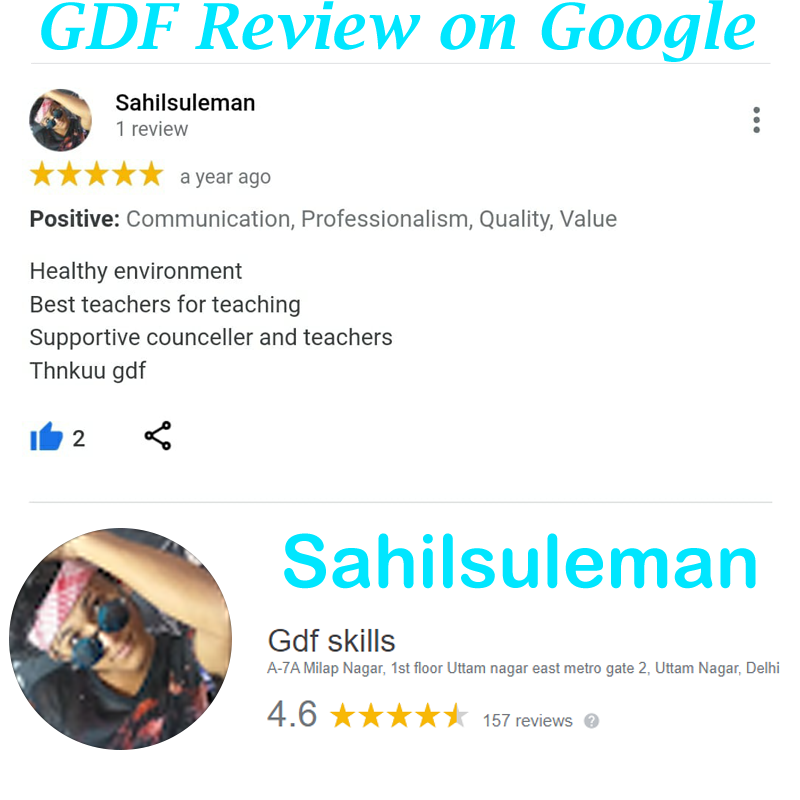 GDF Review on Google
Sahilsuleman
1 review
a year ago
Positive: Communication, Professionalism, Quality, Value
Healthy environment
Best teachers for teaching
Supportive counceller and teachers
Thnkuu gdf
2
Sahilsuleman
Gdf skills
A-7A Milap Nagar, 1st floor Uttam nagar east metro gate 2, Uttam Nagar, Delhi
4.6 157 reviews ?